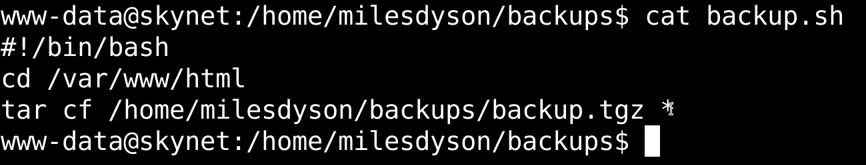 www-data@skynet:/home/milesdyson/backups$ cat backup.sh
#!/bin/bash
cd /var/www/html
tar cf /home/milesdyson/backups/backup.tgz *
www-data@skynet:/home/milesdyson/backups$